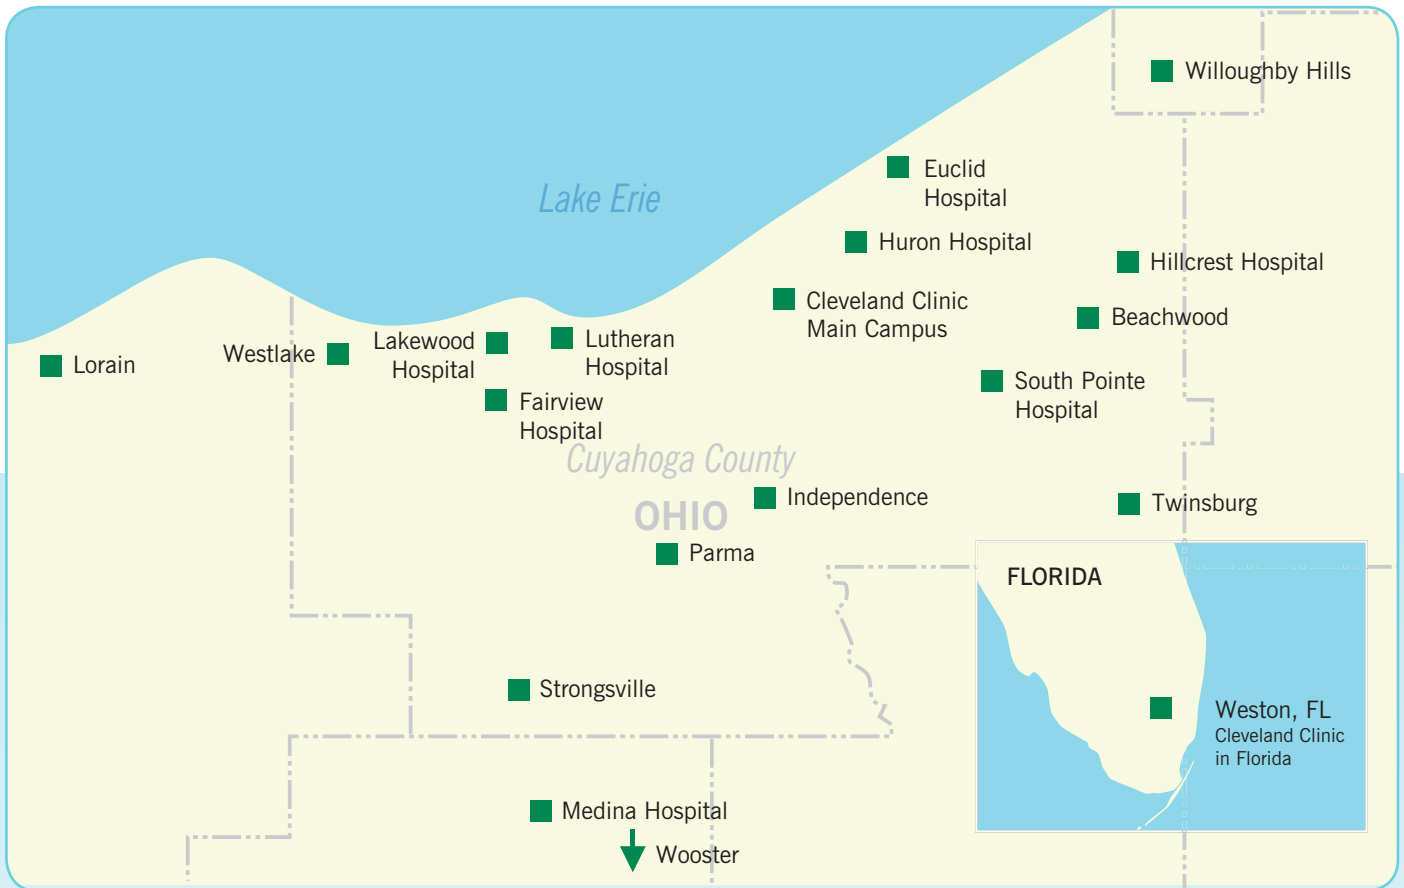 Willoughby Hills
Euclid
Hospital
Lake Erie
Huron Hospital
Hillcrest Hospital
Cleveland Clinic
Main Campus
Beachwood
Lutheran
Hospital
Lakewood
Hospital
Westlake
Lorain
South Pointe
Hospital
Fairview
Hospital
Cuyahoga County
Independence
Twinsburg
OHIO
Parma
FLORIDA
Strongsville
Weston, FL
Cleveland Clinic
in Florida
Medina Hospital
Wooster